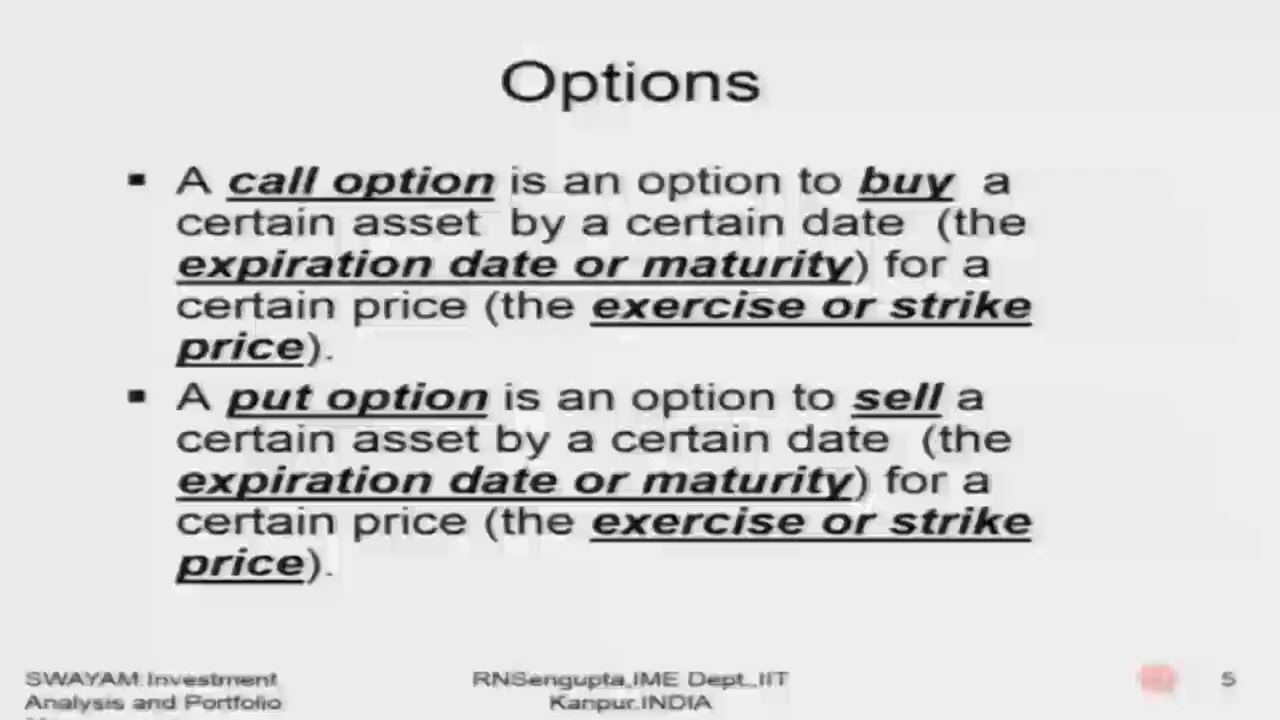 Options
▪ A call option is an option to buy a
certain asset by a certain date (the
expiration date or maturity) for a
certain price (the exercise or strike
price).
▪ A put option is an option to sell a
certain asset by a certain date (the
expiration date or maturity) for a
certain price (the exercise or strike
price).
SWAYAM:Investment
Analysis and Portfolio
RNSengupta,IME Dept.,IIT
Kanpur,INDIA
5